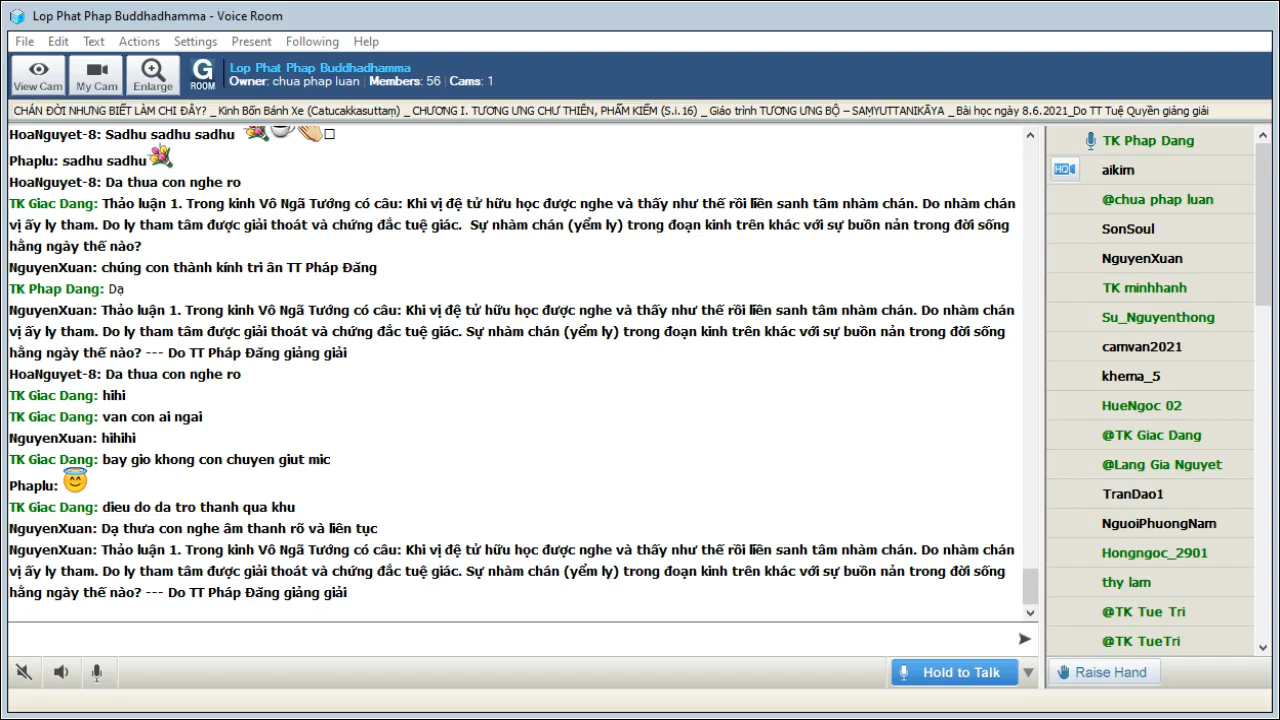 Lop Phat Phap Buddhadhamma - Voice Room
File Edit Text Actions Settings Present Following Help
View Cam My Cam Enlarge G ROOM
Lop Phat Phap Buddhadhamma
Owner: chua phap luan | Members: 56 | Cams: 1
CHÁN ĐỜI NHƯNG BIẾT LÀM CHI ĐÂY? _ Kinh Bốn Bánh Xe (Catucakkasuttaṃ) _ CHƯƠNG I. TƯƠNG ƯNG CHƯ THIÊN, PHẨM KIẾM (S.i.16) _ Giáo trình TƯƠNG ƯNG BỘ – SAṂYUTTANIKĀYA _ Bài học ngày 8.6.2021_Do TT Tuệ Quyền giảng giải
HoaNguyet-8: Sadhu sadhu sadhu
Phaplu: sadhu sadhu
HoaNguyet-8: Da thua con nghe ro
TK Giac Dang: Thảo luận 1. Trong kinh Vô Ngã Tướng có câu: Khi vị đệ tử hữu học được nghe và thấy như thế rồi liền sanh tâm nhàm chán. Do nhàm chán
vị ấy ly tham. Do ly tham tâm được giải thoát và chứng đắc tuệ giác. Sự nhàm chán (yểm ly) trong đoạn kinh trên khác với sự buồn nản trong đời sống
hằng ngày thế nào?
NguyenXuan: chúng con thành kính tri ân TT Pháp Đăng
TK Phap Dang: Dạ
NguyenXuan: Thảo luận 1. Trong kinh Vô Ngã Tướng có câu: Khi vị đệ tử hữu học được nghe và thấy như thế rồi liền sanh tâm nhàm chán. Do nhàm chán
vị ấy ly tham. Do ly tham tâm được giải thoát và chứng đắc tuệ giác. Sự nhàm chán (yểm ly) trong đoạn kinh trên khác với sự buồn nản trong đời sống
hằng ngày thế nào? --- Do TT Pháp Đăng giảng giải
HoaNguyet-8: Da thua con nghe ro
TK Giac Dang: hihi
TK Giac Dang: van con ai ngai
NguyenXuan: hihihi
TK Giac Dang: bay gio khong con chuyen giut mic
Phaplu:
TK Giac Dang: dieu do da tro thanh qua khu
NguyenXuan: Dạ thưa con nghe âm thanh rõ và liên tục
NguyenXuan: Thảo luận 1. Trong kinh Vô Ngã Tướng có câu: Khi vị đệ tử hữu học được nghe và thấy như thế rồi liền sanh tâm nhàm chán. Do nhàm chán
vị ấy ly tham. Do ly tham tâm được giải thoát và chứng đắc tuệ giác. Sự nhàm chán (yểm ly) trong đoạn kinh trên khác với sự buồn nản trong đời sống
hằng ngày thế nào? --- Do TT Pháp Đăng giảng giải
Hold to Talk
TK Phap Dang
HQ
aikim
@chua phap luan
SonSoul
NguyenXuan
TK minhhanh
Su_Nguyenthong
camvan2021
khema_5
HueNgoc 02
@TK Giac Dang
@Lang Gia Nguyet
TranDao1
NguoiPhuongNam
Hongngoc_2901
thy lam
@TK Tue Tri
@TK TueTri
Raise Hand